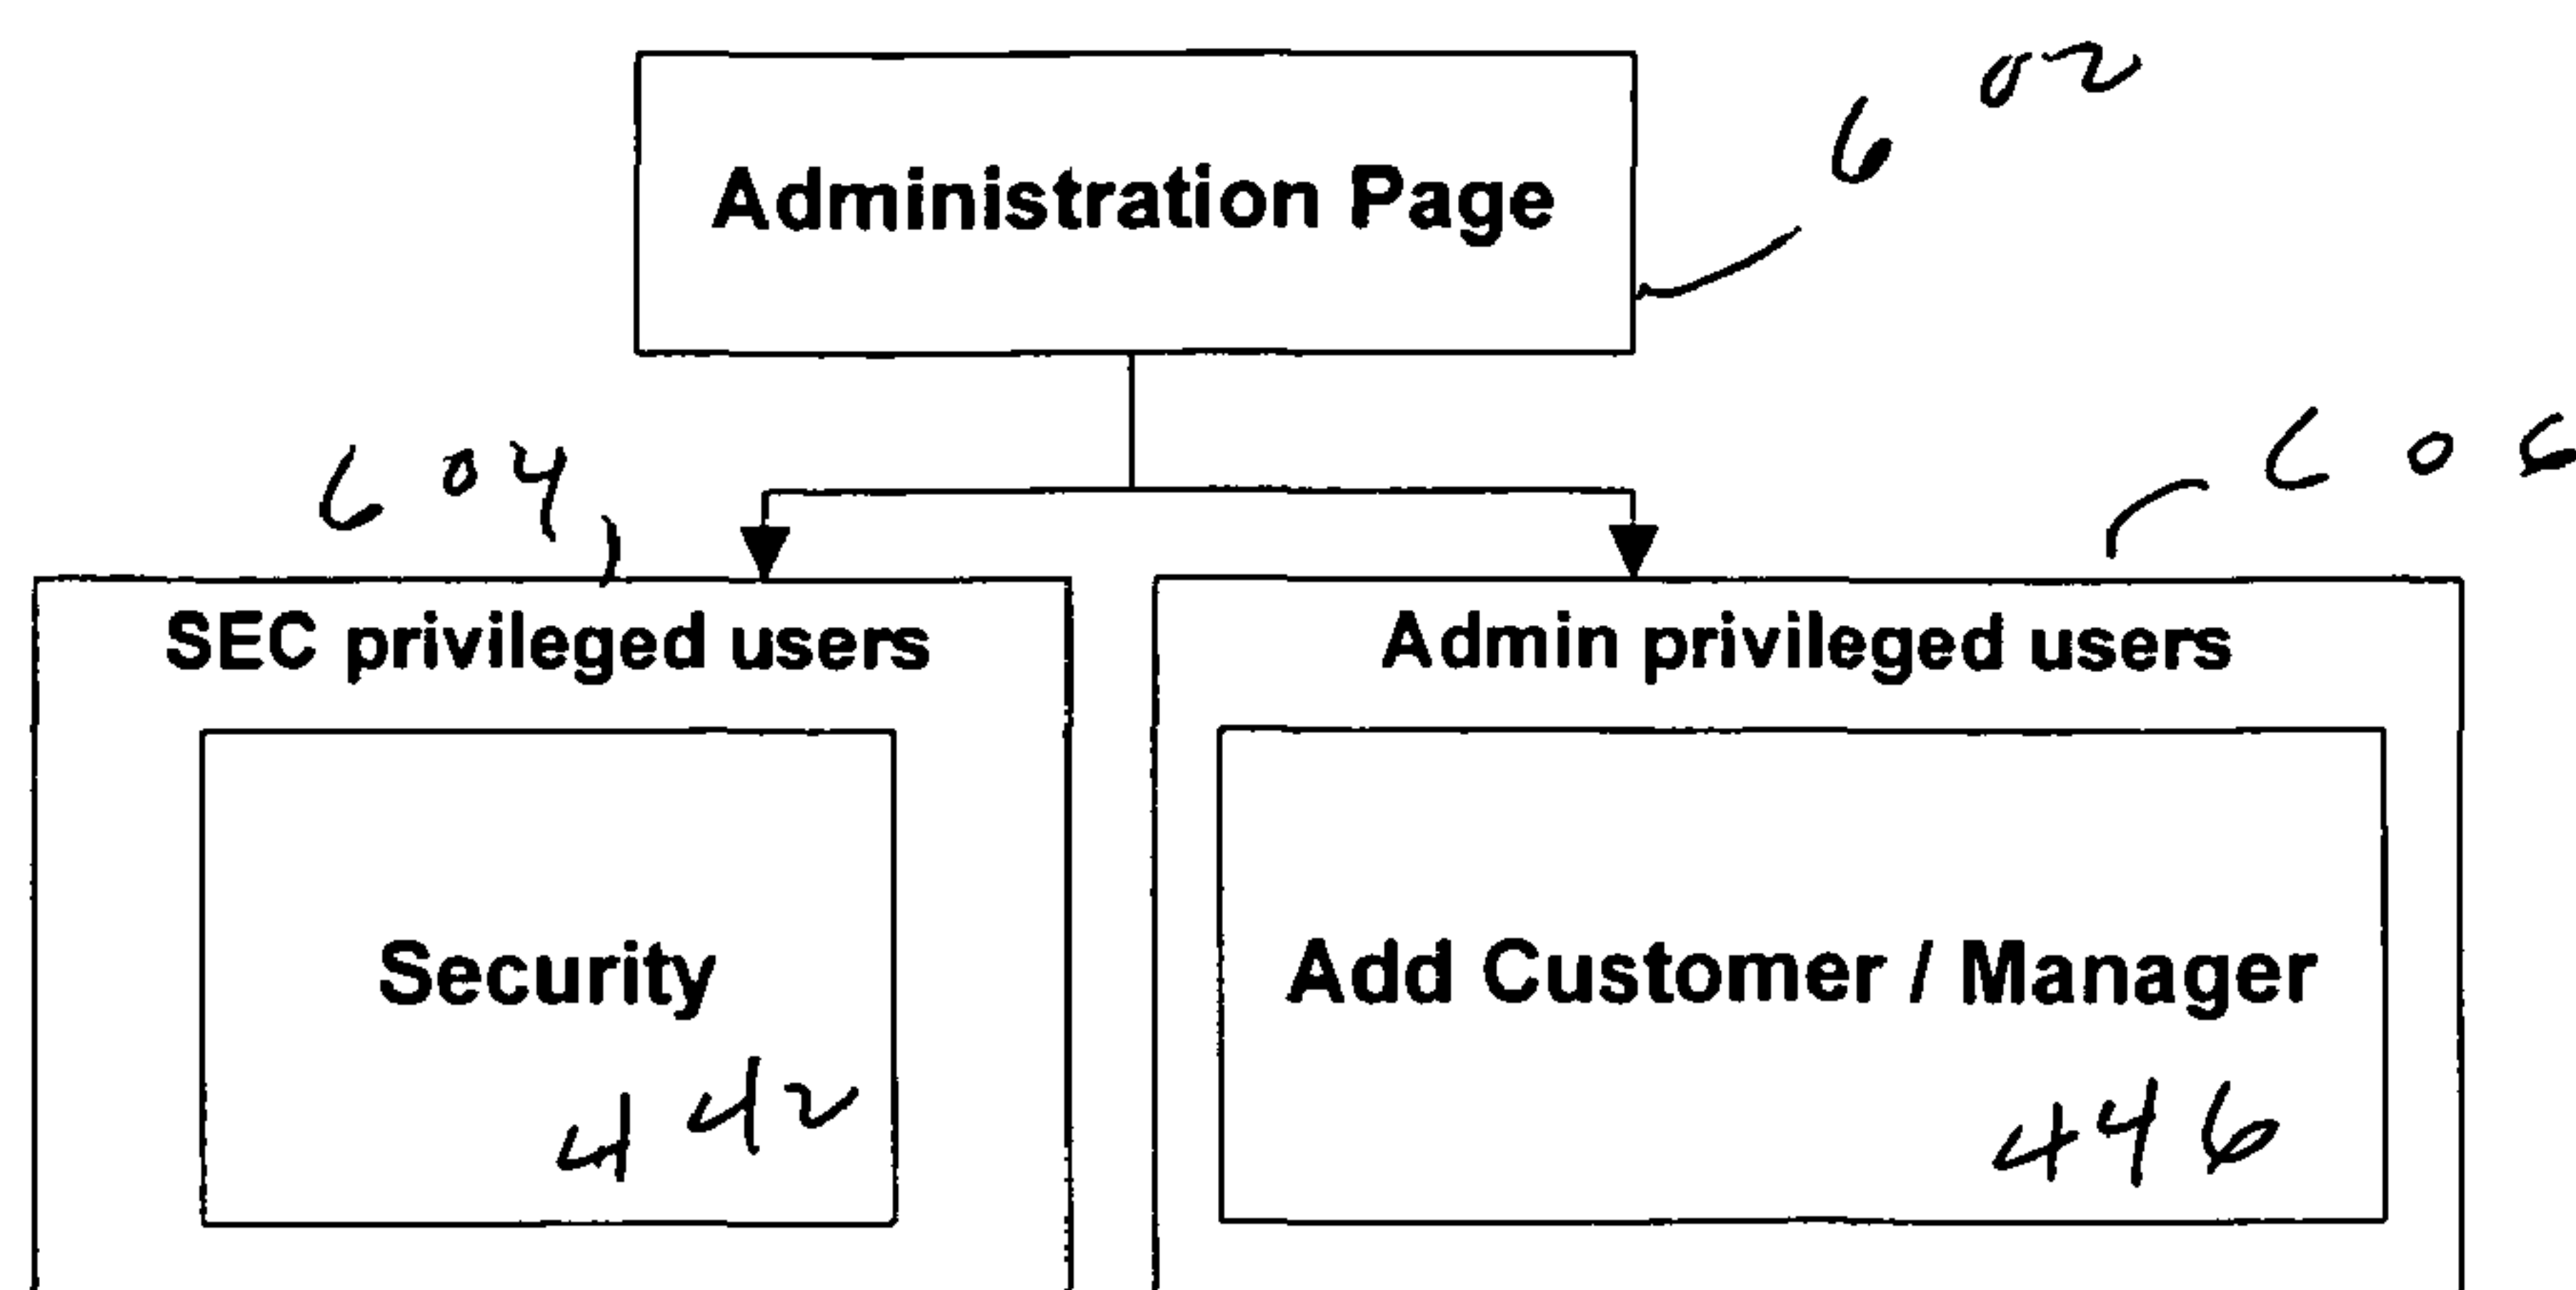 Administration Page
602
604
606
SEC privileged users
Admin privileged users
Security
442
Add Customer / Manager
446